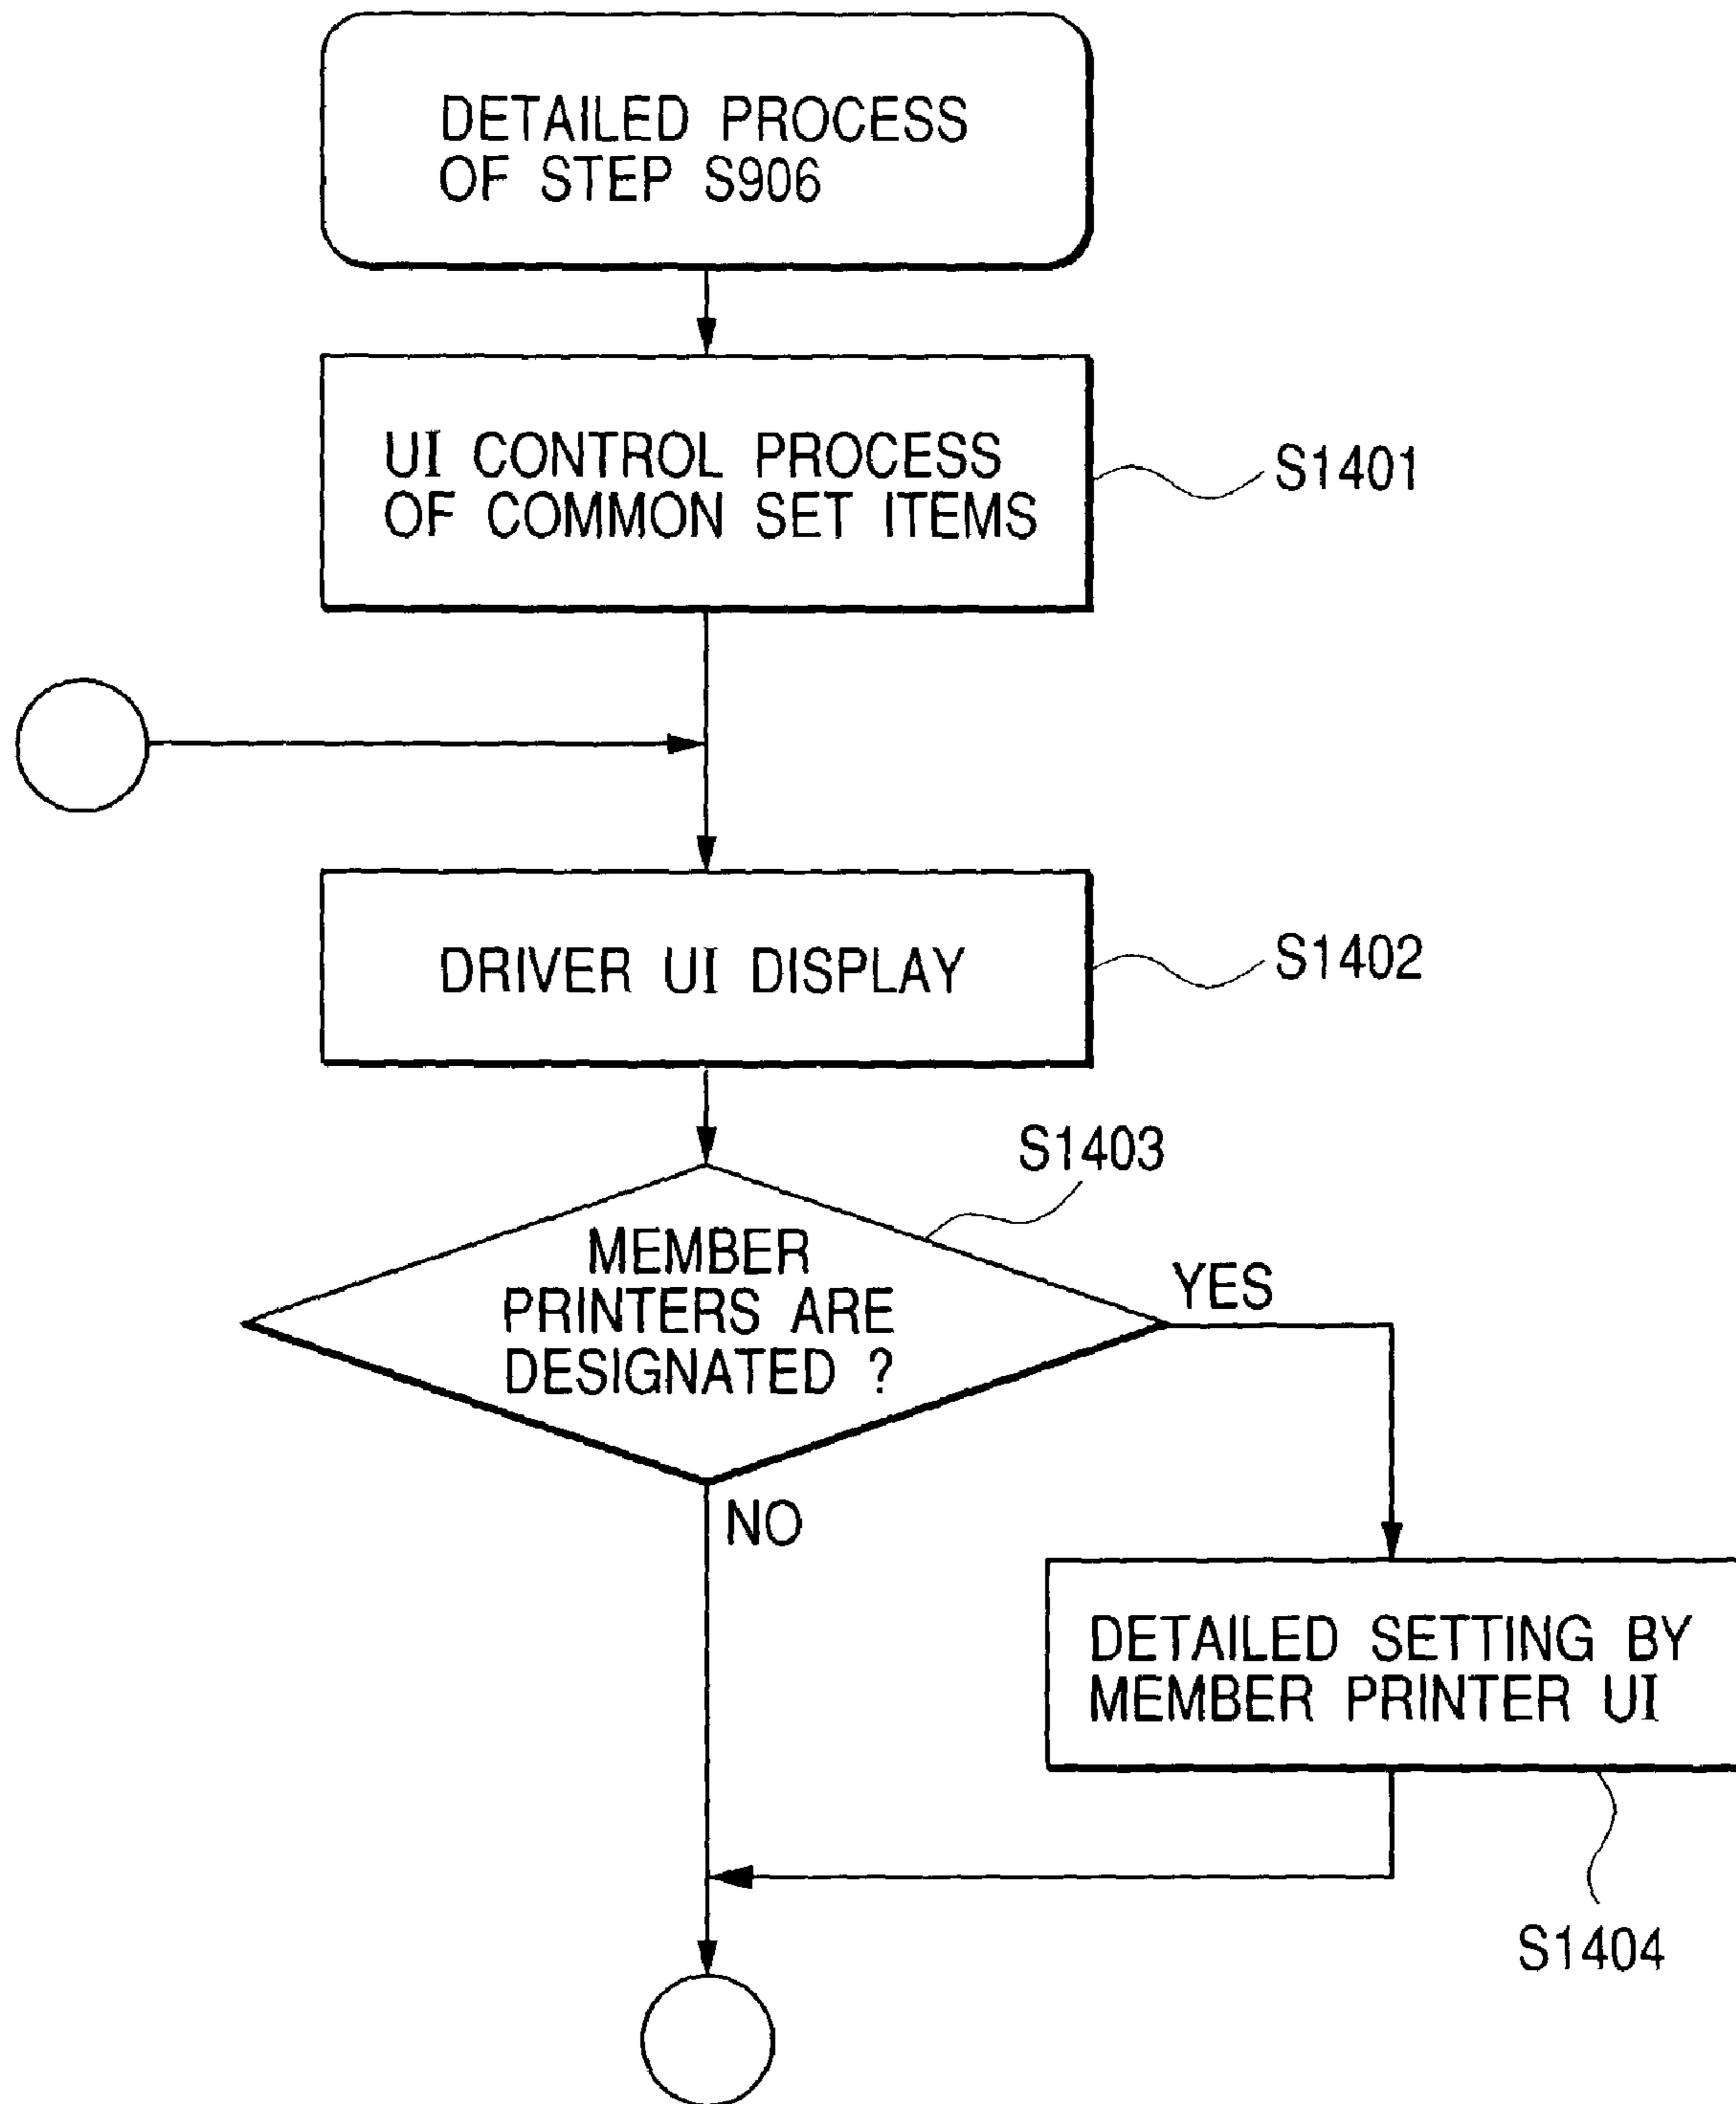 DETAILED PROCESS
OF STEP S906
UI CONTROL PROCESS
OF COMMON SET ITEMS
S1401
DRIVER UI DISPLAY
S1402
S1403
MEMBER
PRINTERS ARE
DESIGNATED ?
YES
NO
DETAILED SETTING BY
MEMBER PRINTER UI
S1404